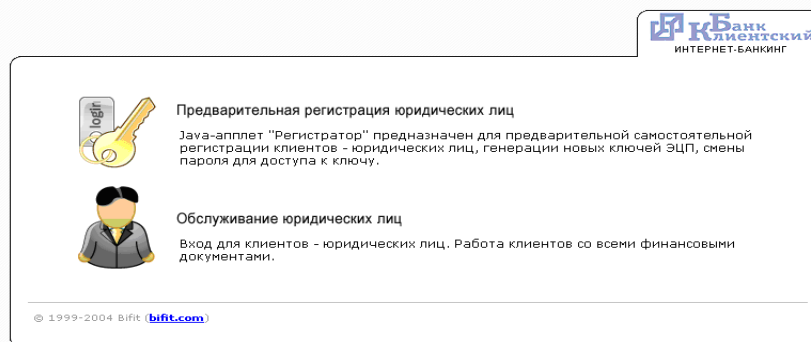 Банк
Клиентский
ИНТЕРНЕТ-БАНКИНГ
login
Предварительная регистрация юридических лиц
Java-апплет "Регистратор" предназначен для предварительной самостоятельной
регистрации клиентов - юридических лиц, генерации новых ключей ЭЦП, смены
пароля для доступа к ключу.
Обслуживание юридических лиц
Вход для клиентов - юридических лиц. Работа клиентов со всеми финансовыми
документами.
© 1999-2004 Bifit (bifit.com)